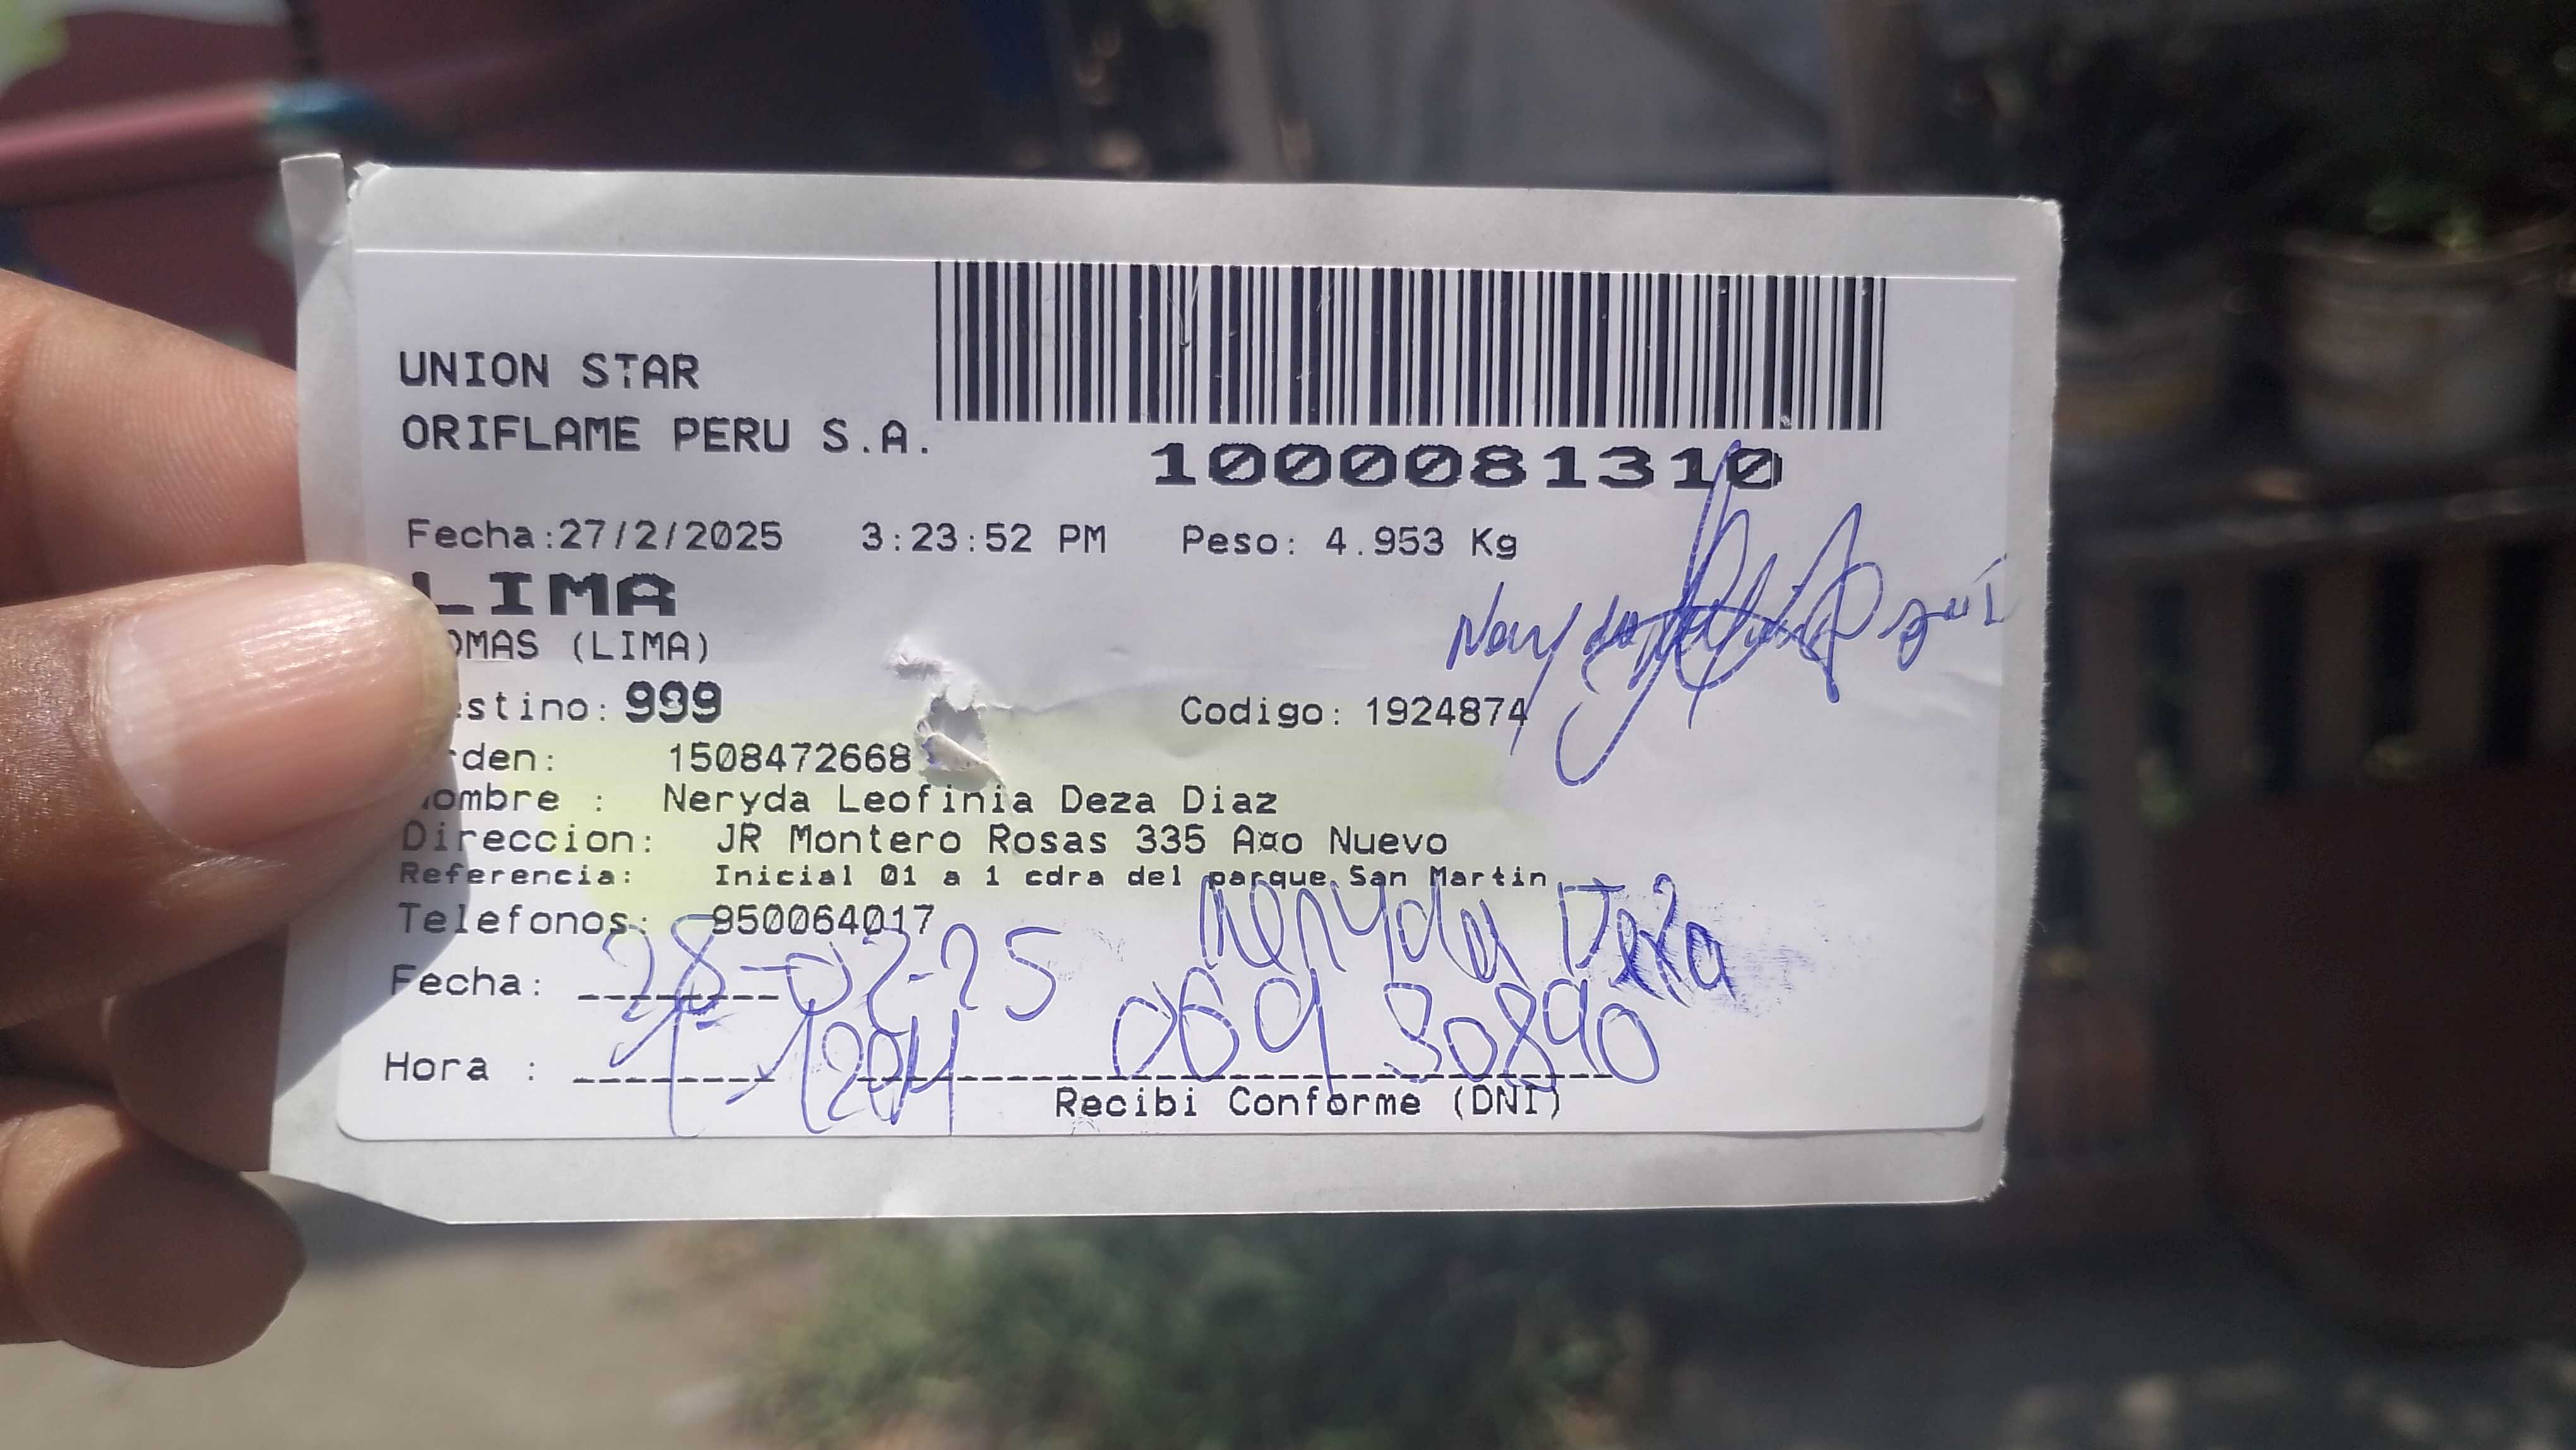 UNION STAR
ORIFLAME PERU S.A.
1000081310
Fecha:27/2/2025 3:23:52 PM Peso: 4.953 Kg
LIMA
OMAS (LIMA)
estino: 999 Codigo: 1924874
rden: 1508472668
ombre : Neryda Leofinia Deza Diaz
Direccion: JR Montero Rosas 335 A¤o Nuevo
Referencia: Inicial 01 a 1 cdra del parque San Martin
Telefonos: 950064017
Neryda Deza
Fecha: 28-02-25
06930890
Hora :
Recibi Conforme (DNI)